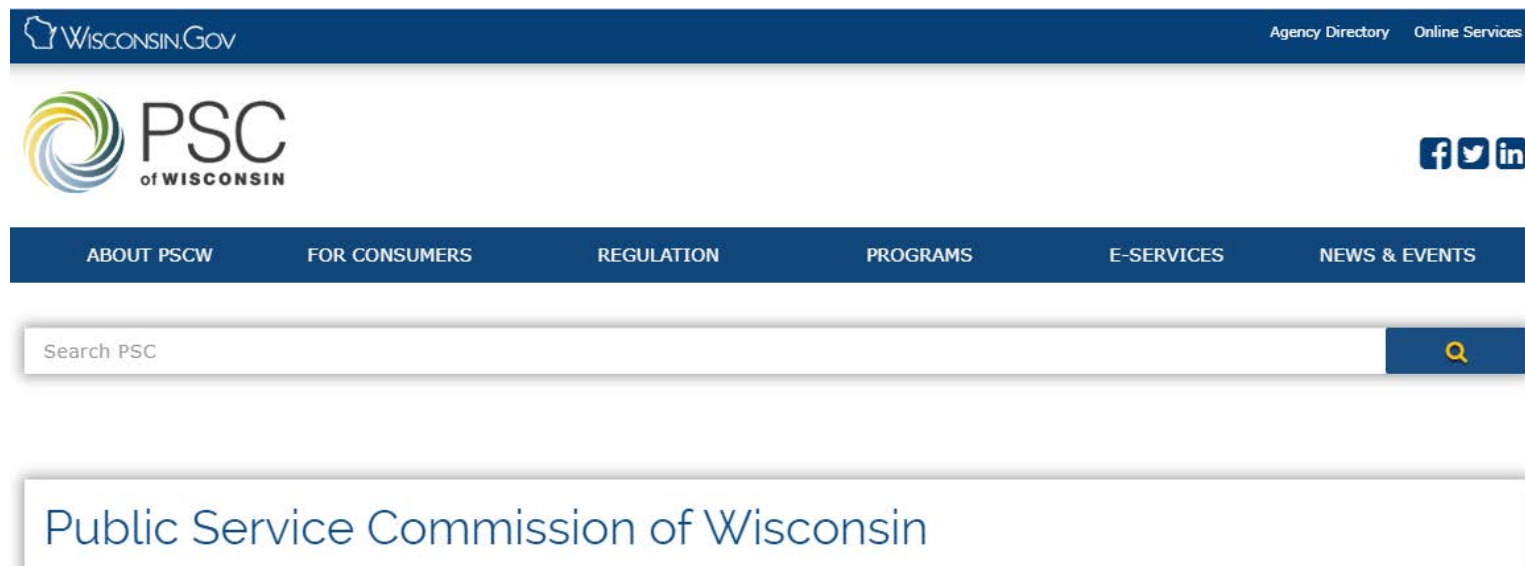 WISCONSIN.GOV
Agency Directory Online Services
PSC
of WISCONSIN
ABOUT PSCW FOR CONSUMERS REGULATION PROGRAMS E-SERVICES NEWS & EVENTS
Search PSC
Public Service Commission of Wisconsin